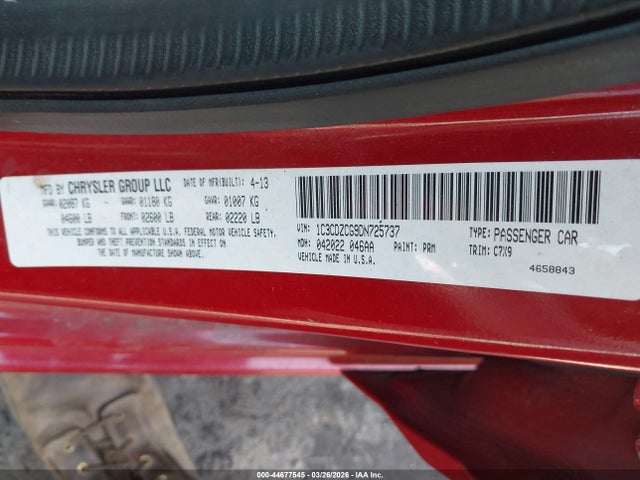 MFD BY CHRYSLER GROUP LLC DATE OF MFR(BUILT): 4-13
GVWR: 02087 KG GAWR: 01180 KG GAWR: 01007 KG
04600 LB FRONT: 02600 LB REAR: 02220 LB
THIS VEHICLE CONFORMS TO ALL APPLICABLE FEDERAL MOTOR VEHICLE SAFETY,
BUMPER AND THEFT PREVENTION STANDARDS IN EFFECT IN U.S.A. ON
THE DATE OF MANUFACTURE SHOWN ABOVE.
VIN: 1C3CDZCG9DN725737 TYPE: PASSENGER CAR
MDH: 042022 046AA PAINT: PRM TRIM: C7X9
VEHICLE MADE IN U.S.A. 4658843
000-44677545 | 03/26/2026 | COPART